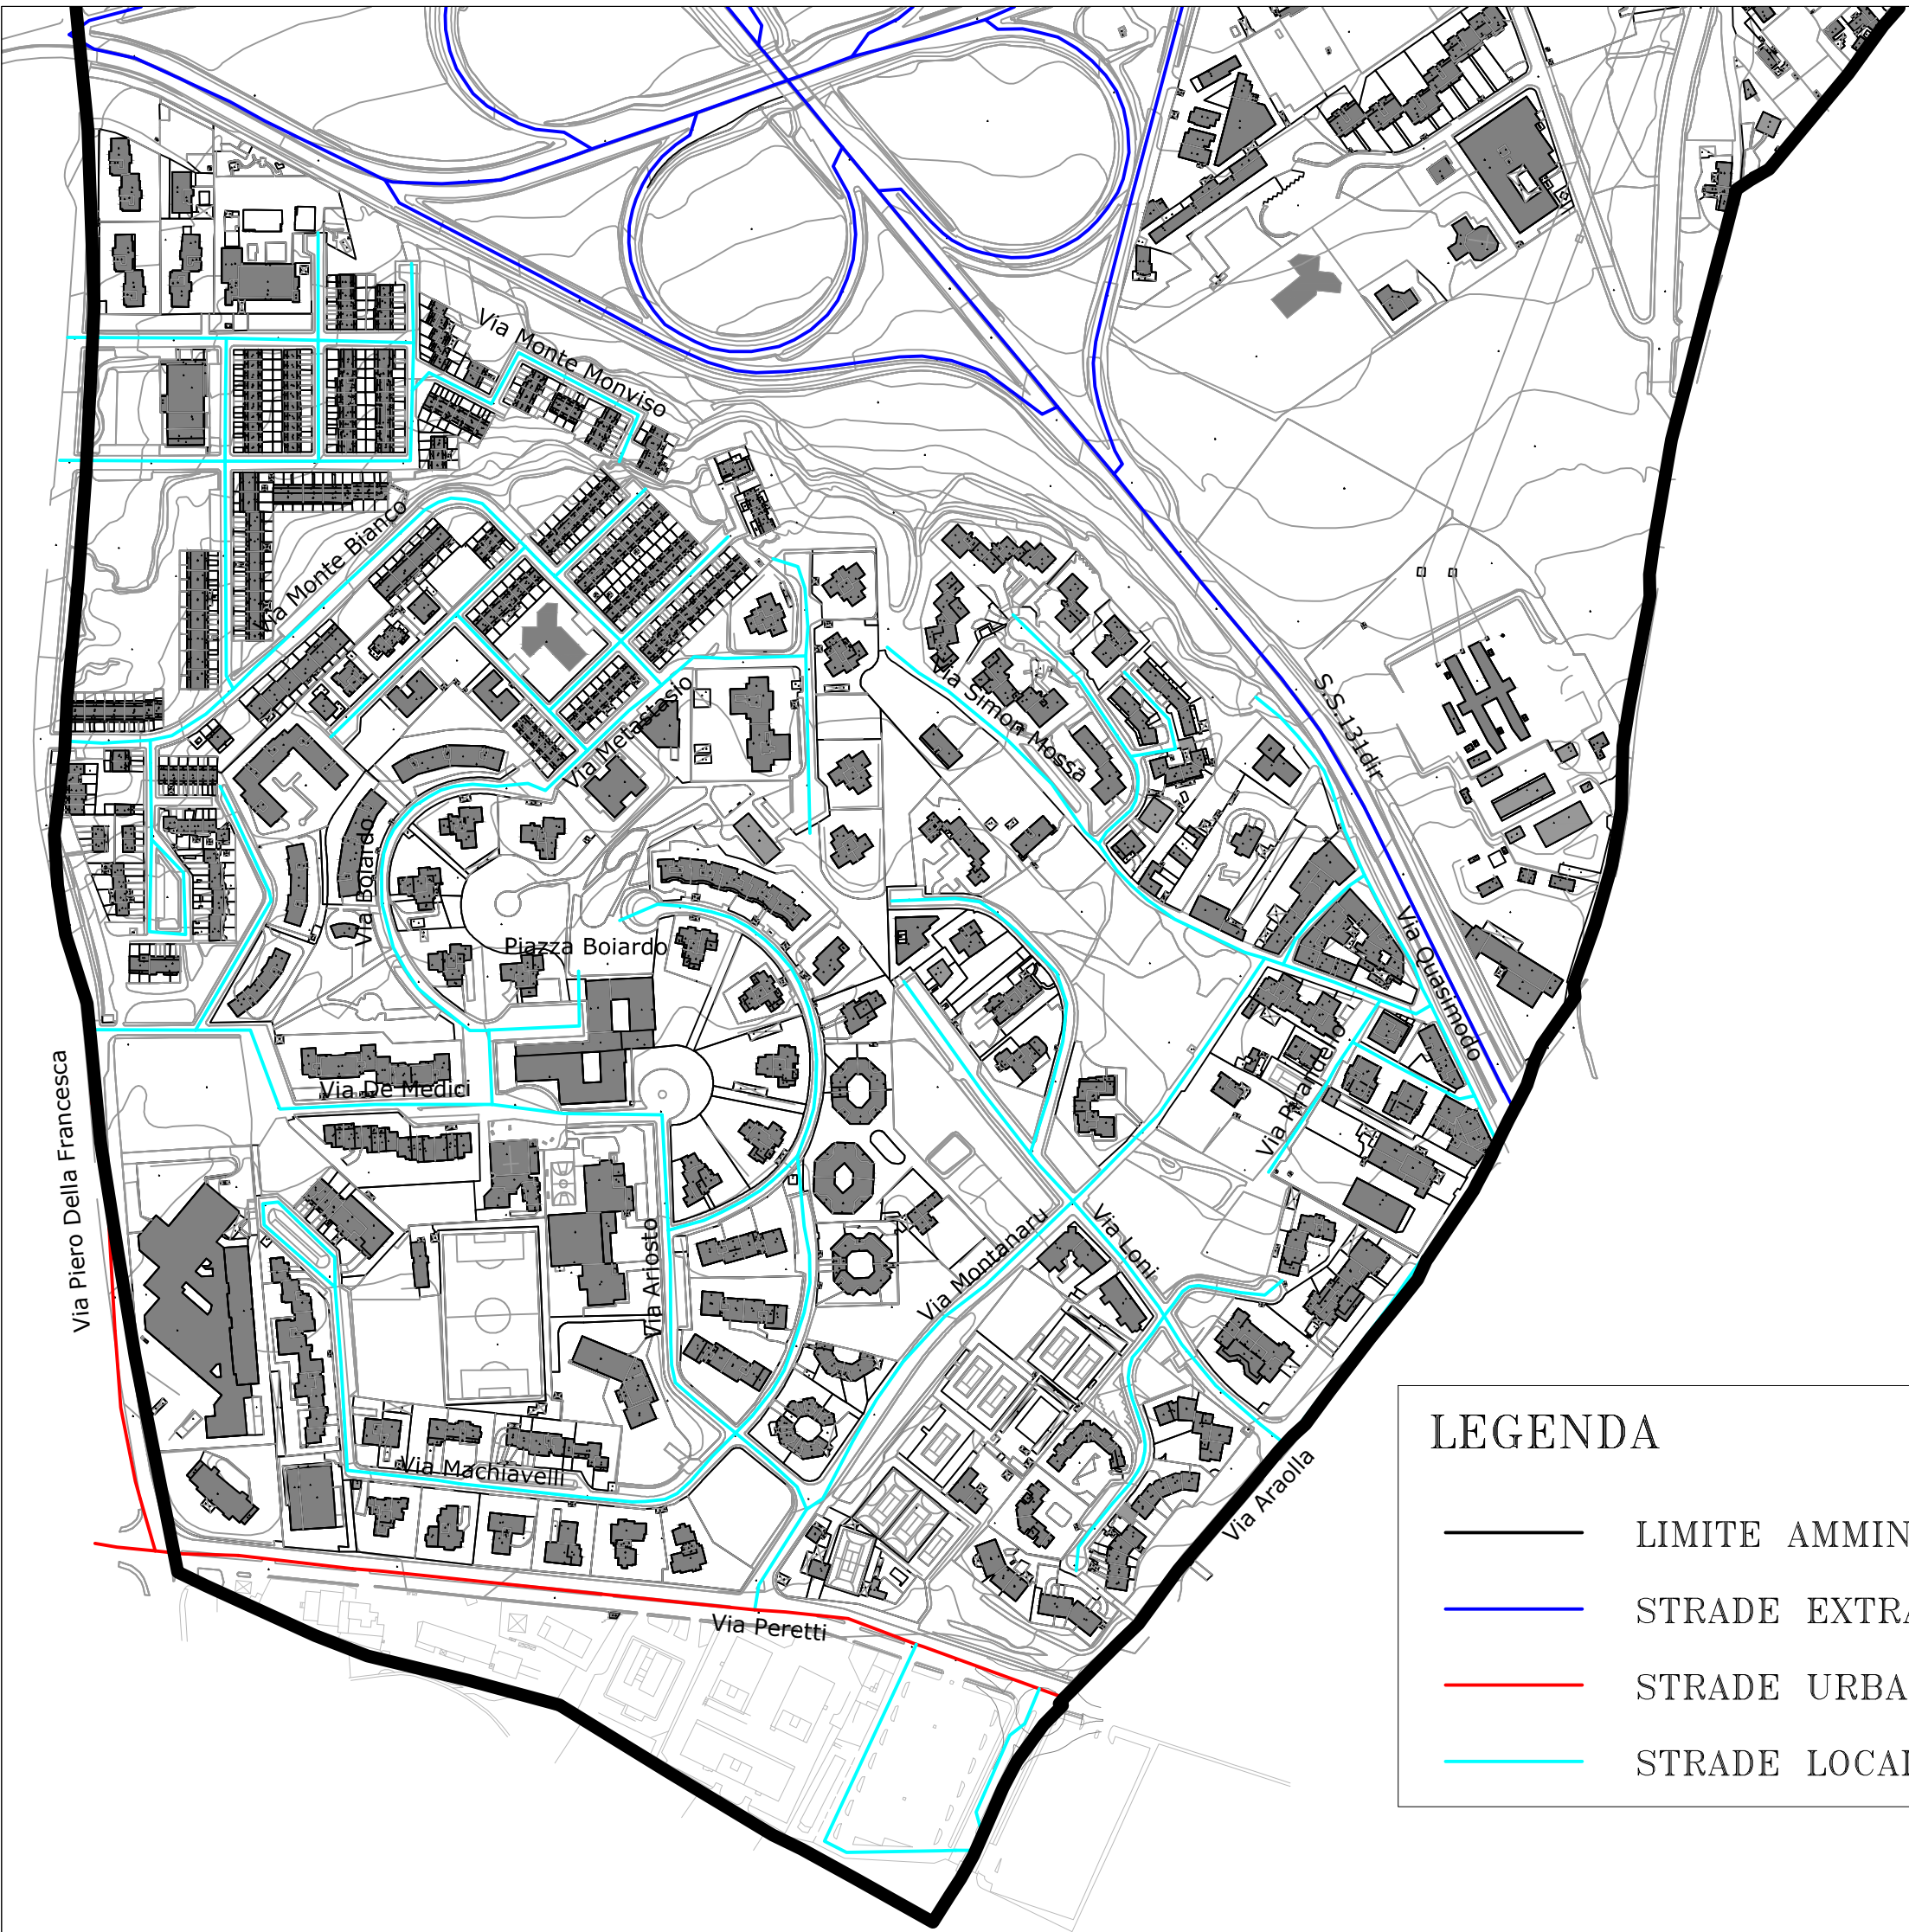 Via Monte Monviso
Via Monte Bianco
Via Simon Mossa
S.S.131dir
Via Metastasio
Via Boiardo
Piazza Boiardo
Via Quasimodo
Via Pirandello
Via De Medici
Via Piero Della Francesca
Via Ariosto
Via Montanaru
Via Loni
Via Machiavelli
Via Araolla
Via Peretti
LEGENDA
LIMITE AMMIN
STRADE EXTRA
STRADE URBA
STRADE LOCAL